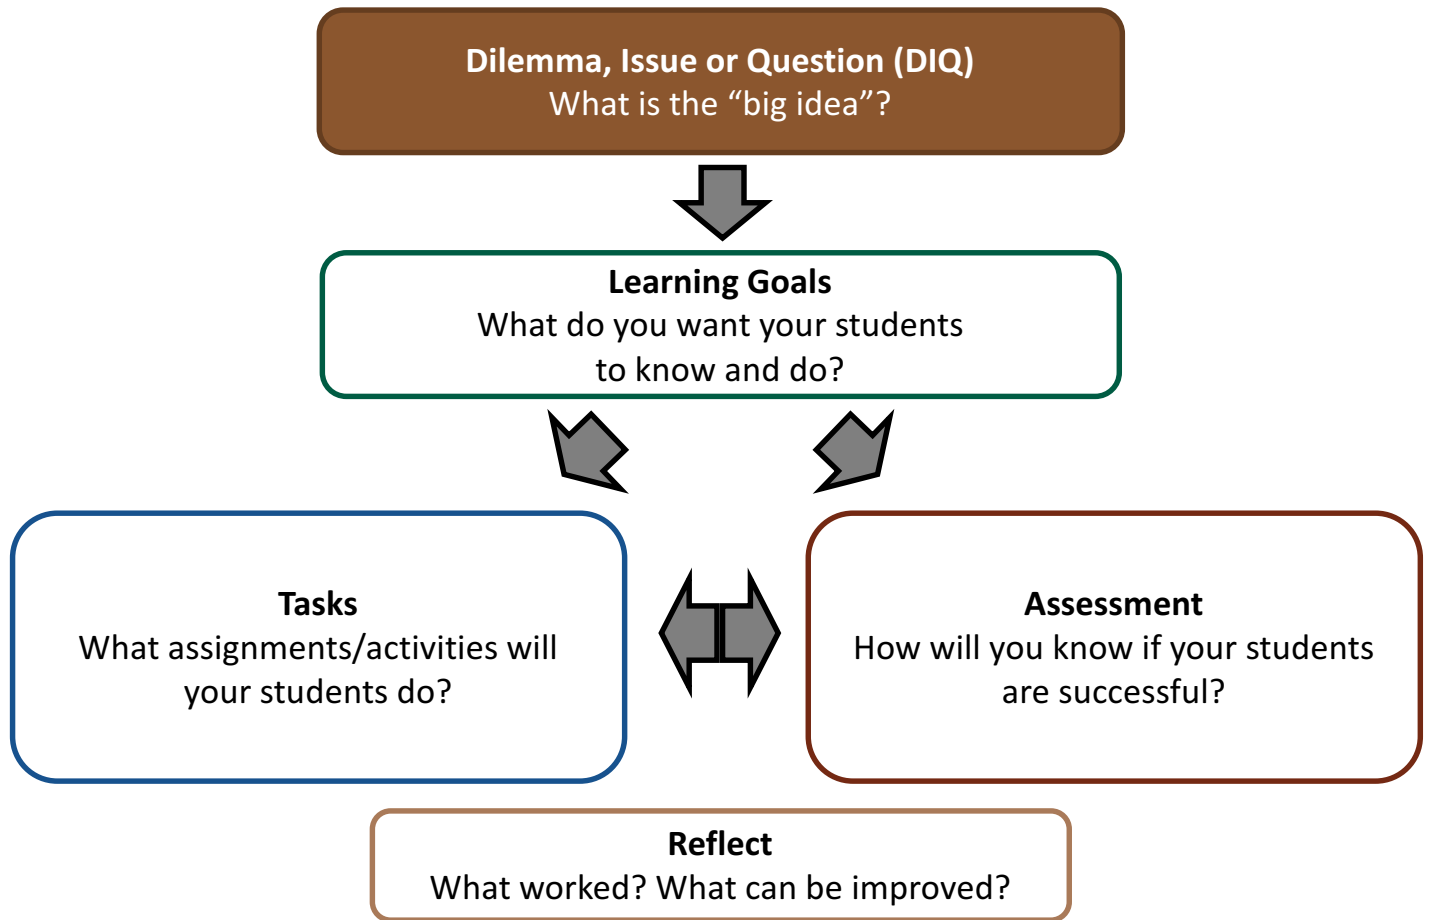 Dilemma, Issue or Question (DIQ)
What is the “big idea”?
Learning Goals
What do you want your students
to know and do?
Tasks
What assignments/activities will
your students do?
Assessment
How will you know if your students
are successful?
Reflect
What worked? What can be improved?